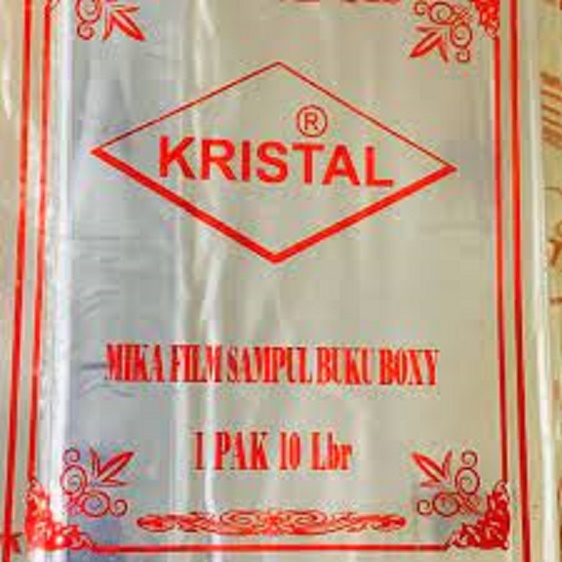 ®
KRISTAL
MIKA FILM SAMPUL BUKU BOXY
1 PAK 10 Lbr